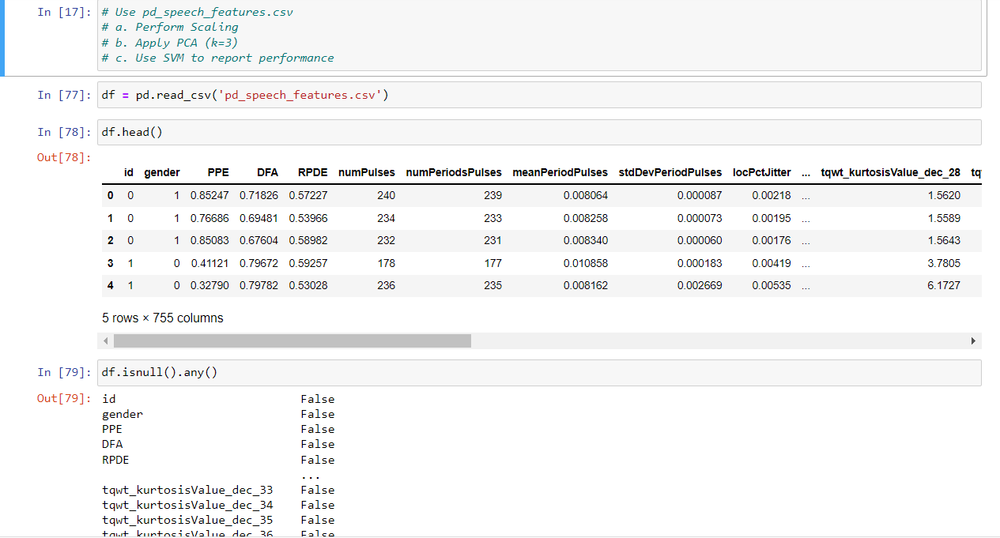 In [17]: # Use pd_speech_features.csv
# a. Perform Scaling
# b. Apply PCA (k=3)
# c. Use SVM to report performance
In [77]: df = pd.read_csv('pd_speech_features.csv')
In [78]: df.head()
Out[78]:
id gender PPE DFA RPDE numPulses numPeriodsPulses meanPeriodPulses stdDevPeriodPulses locPctJitter ... tqwt_kurtosisValue_dec_28 tq
0 0 1 0.85247 0.71826 0.57227 240 239 0.008064 0.000087 0.00218 ... 1.5620
1 0 1 0.76686 0.69481 0.53966 234 233 0.008258 0.000073 0.00195 ... 1.5589
2 0 1 0.85083 0.67604 0.58982 232 231 0.008340 0.000060 0.00176 ... 1.5643
3 1 0 0.41121 0.79672 0.59257 178 177 0.010858 0.000183 0.00419 ... 3.7805
4 1 0 0.32790 0.79782 0.53028 236 235 0.008162 0.002669 0.00535 ... 6.1727
5 rows × 755 columns
In [79]: df.isnull().any()
Out[79]: id False
gender False
PPE False
DFA False
RPDE False
...
tqwt_kurtosisValue_dec_33 False
tqwt_kurtosisValue_dec_34 False
tqwt_kurtosisValue_dec_35 False
tqwt_kurtosisValue_dec_36 False